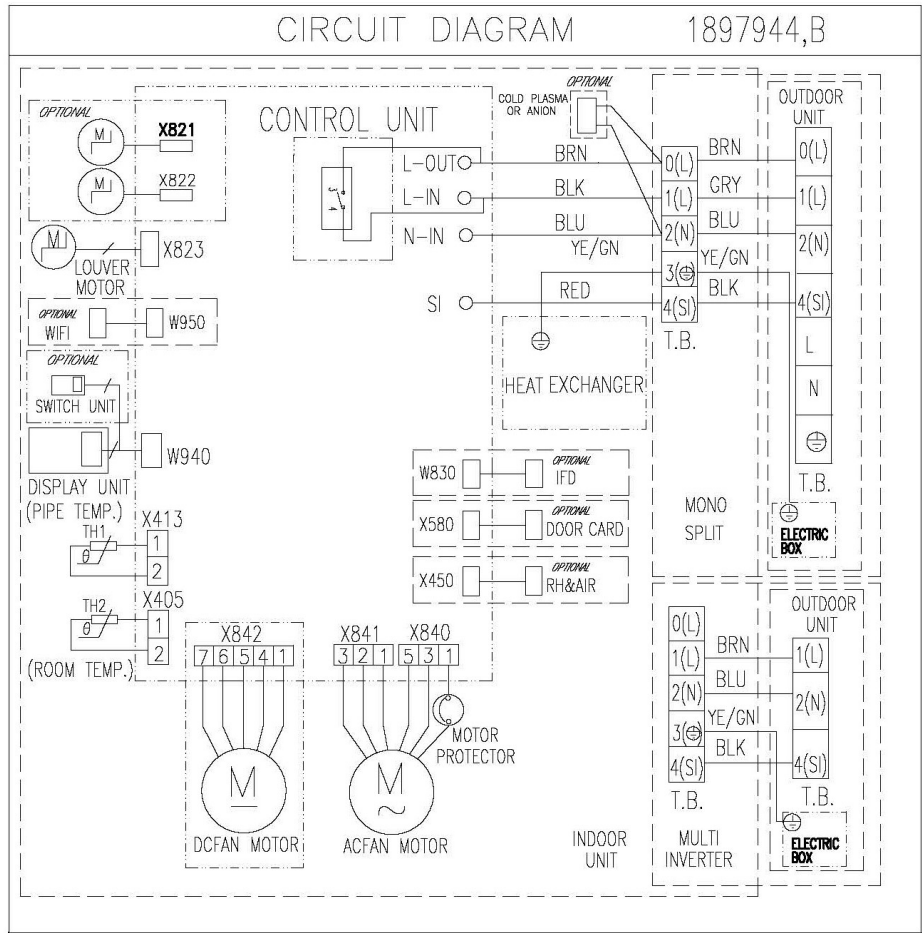 CIRCUIT DIAGRAM 1897944,B
OPTIONAL
M X821
M X822
M X823
LOUVER
MOTOR
OPTIONAL
WIFI W950
OPTIONAL
SWITCH UNIT
W940
DISPLAY UNIT
(PIPE TEMP.)
TH1 X413
θ 1
2
TH2 X405
θ 1
2
(ROOM TEMP.)
CONTROL UNIT
3
4
L-OUT
L-IN
N-IN
SI
OPTIONAL
COLD PLASMA
OR ANION
BRN
BLK
BLU
YE/GN
RED
HEAT EXCHANGER
0(L)
1(L)
2(N)
3
4(SI)
T.B.
BRN
GRY
BLU
YE/GN
BLK
OUTDOOR
UNIT
0(L)
1(L)
2(N)
4(SI)
L
N
T.B.
ELECTRIC
BOX
MONO
SPLIT
W830 OPTIONAL
IFD
X580 OPTIONAL
DOOR CARD
X450 OPTIONAL
RH&AIR
X842
7 6 5 4 1
M
DCFAN MOTOR
X841 X840
3 2 1 5 3 1
MOTOR
PROTECTOR
M
~
ACFAN MOTOR
INDOOR
UNIT
0(L)
1(L)
2(N)
3
4(SI)
T.B.
MULTI
INVERTER
BRN
BLU
YE/GN
BLK
OUTDOOR
UNIT
1(L)
2(N)
4(SI)
T.B.
ELECTRIC
BOX